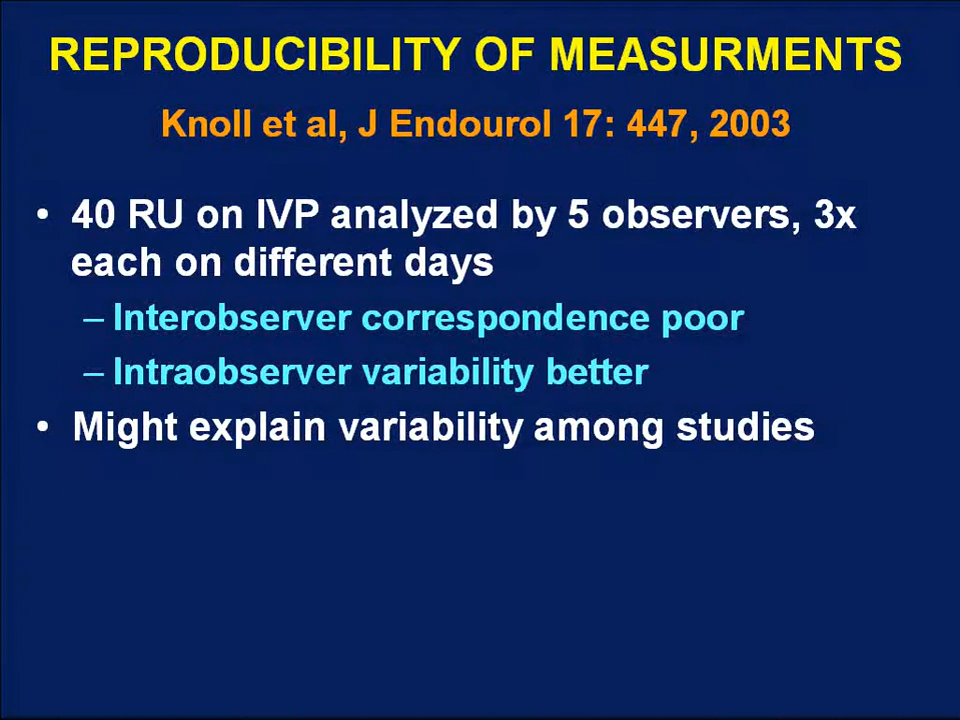 REPRODUCIBILITY OF MEASURMENTS
Knoll et al, J Endourol 17: 447, 2003
• 40 RU on IVP analyzed by 5 observers, 3x
each on different days
– Interobserver correspondence poor
– Intraobserver variability better
• Might explain variability among studies